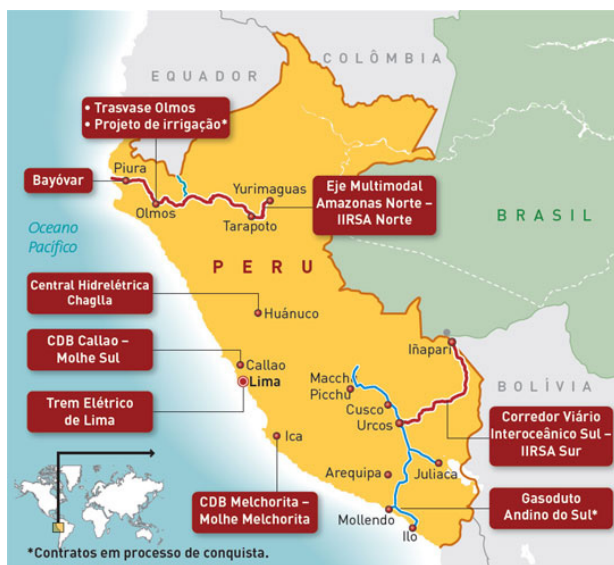 COLÔMBIA
EQUADOR
• Trasvase Olmos
• Projeto de irrigação*
Piura
Bayóvar
Yurimaguas
Eje Multimodal
Amazonas Norte –
IIRSA Norte
Olmos
Tarapoto
Oceano
Pacífico
BRASIL
PERU
Central Hidrelétrica
Chaglla
Huánuco
CDB Callao –
Molhe Sul
Iñapari
Callao
Lima
Macchu
Picchu
BOLÍVIA
Trem Elétrico
de Lima
Cusco
Urcos
Corredor Viário
Interoceânico Sul –
IIRSA Sur
Ica
Arequipa
Juliaca
CDB Melchorita –
Molhe Melchorita
Gasoduto
Andino do Sul*
Mollendo
Ilo
*Contratos em processo de conquista.